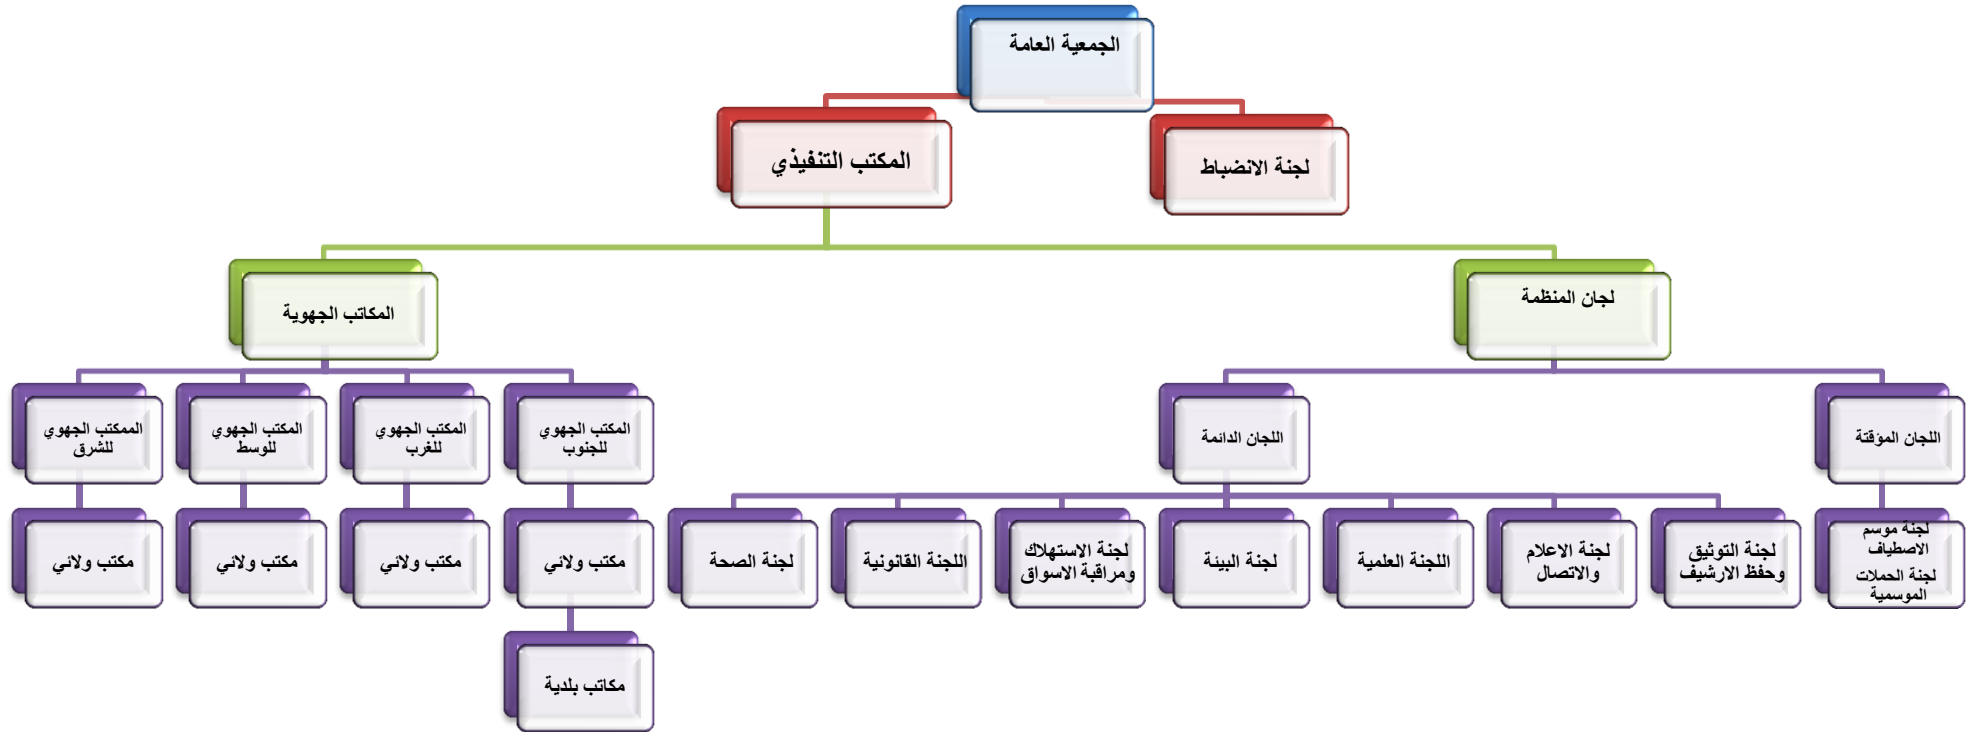 الجمعية العامة
لجنة الانضباط
المكتب التنفيذي
لجان المنظمة
المكاتب الجهوية
اللجان المؤقتة
اللجان الدائمة
المكتب الجهوي
للجنوب
المكتب الجهوي
للغرب
المكتب الجهوي
للوسط
الممكتب الجهوي
للشرق
لجنة موسم
الاصطياف
لجنة الحملات
الموسمية
لجنة التوثيق
وحفظ الارشيف
لجنة الاعلام
والاتصال
اللجنة العلمية
لجنة البيئة
لجنة الاستهلاك
ومراقبة الاسواق
اللجنة القانونية
لجنة الصحة
مكتب ولائي
مكتب ولائي
مكتب ولائي
مكتب ولائي
مكاتب بلدية